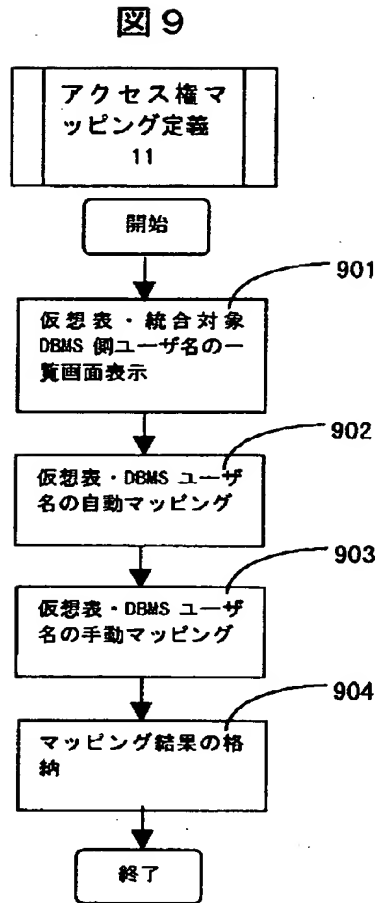 図9
アクセス権マ
ッピング定義
11
開始
901
仮想表・統合対象
DBMS 側ユーザ名の一
覧画面表示
902
仮想表・DBMS ユーザ
名の自動マッピング
903
仮想表・DBMS ユーザ
名の手動マッピング
904
マッピング結果の格
納
終了